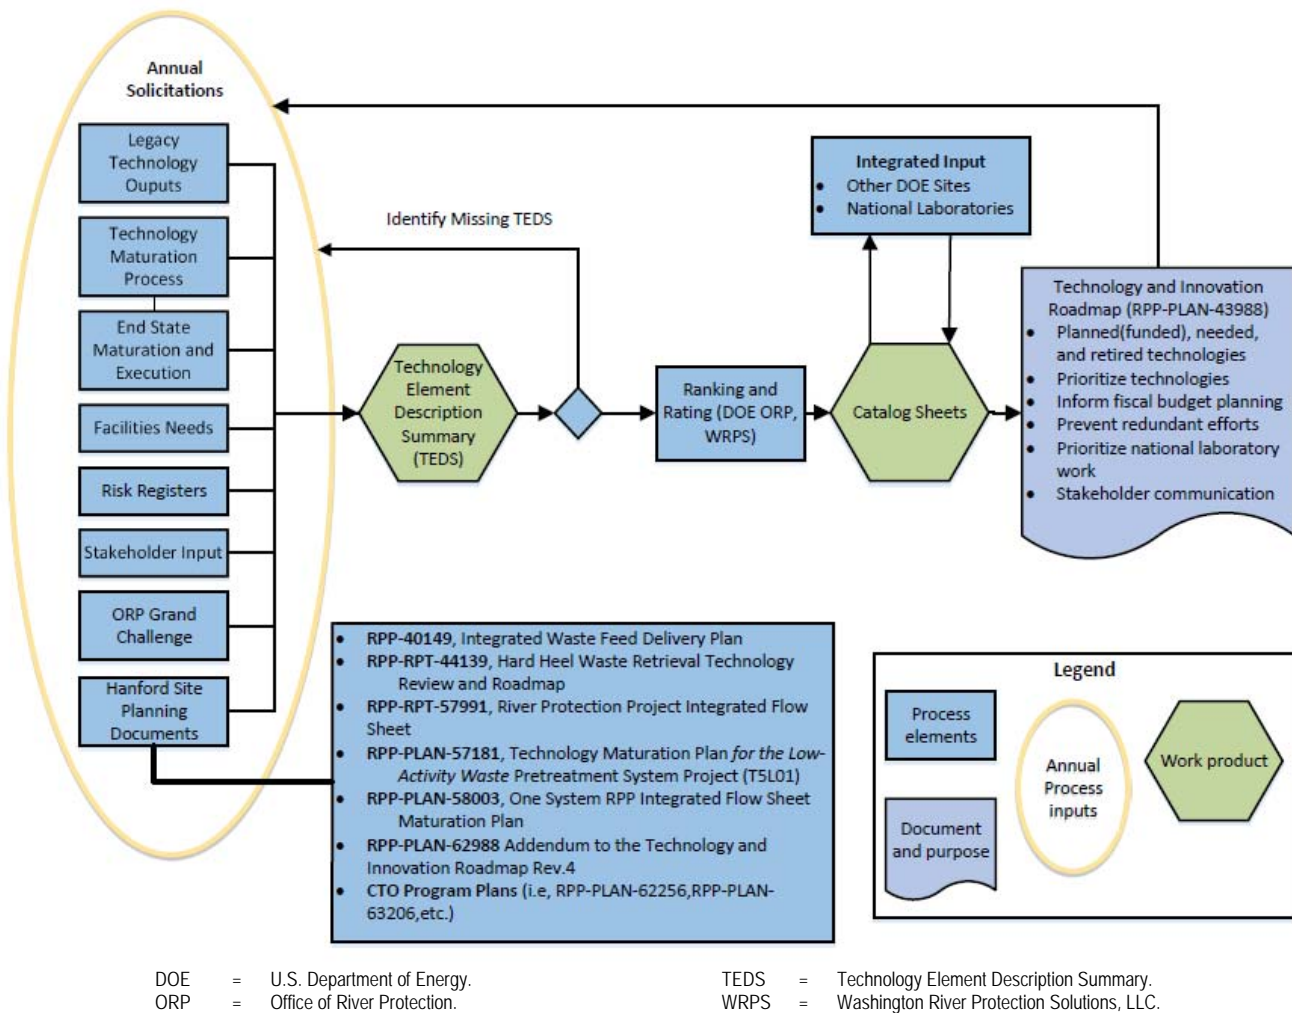 Annual
Solicitations
Legacy
Technology
Ouputs
Technology
Maturation
Process
End State
Maturation and
Execution
Facilities Needs
Risk Registers
Stakeholder Input
ORP Grand
Challenge
Hanford Site
Planning
Documents
Identify Missing TEDS
Technology
Element
Description
Summary
(TEDS)
Ranking and
Rating (DOE ORP,
WRPS)
Integrated Input
• Other DOE Sites
• National Laboratories
Catalog Sheets
Technology and Innovation
Roadmap (RPP-PLAN-43988)
• Planned(funded), needed,
and retired technologies
• Prioritize technologies
• Inform fiscal budget planning
• Prevent redundant efforts
• Prioritize national laboratory
work
• Stakeholder communication
• RPP-40149, Integrated Waste Feed Delivery Plan
• RPP-RPT-44139, Hard Heel Waste Retrieval Technology
Review and Roadmap
• RPP-RPT-57991, River Protection Project Integrated Flow
Sheet
• RPP-PLAN-57181, Technology Maturation Plan for the Low-
Activity Waste Pretreatment System Project (T5L01)
• RPP-PLAN-58003, One System RPP Integrated Flow Sheet
Maturation Plan
• RPP-PLAN-62988 Addendum to the Technology and
Innovation Roadmap Rev.4
• CTO Program Plans (i.e, RPP-PLAN-62256,RPP-PLAN-
63206,etc.)
Legend
Process
elements
Annual
Process
inputs
Work product
Document
and purpose
DOE = U.S. Department of Energy.
ORP = Office of River Protection.
TEDS = Technology Element Description Summary.
WRPS = Washington River Protection Solutions, LLC.